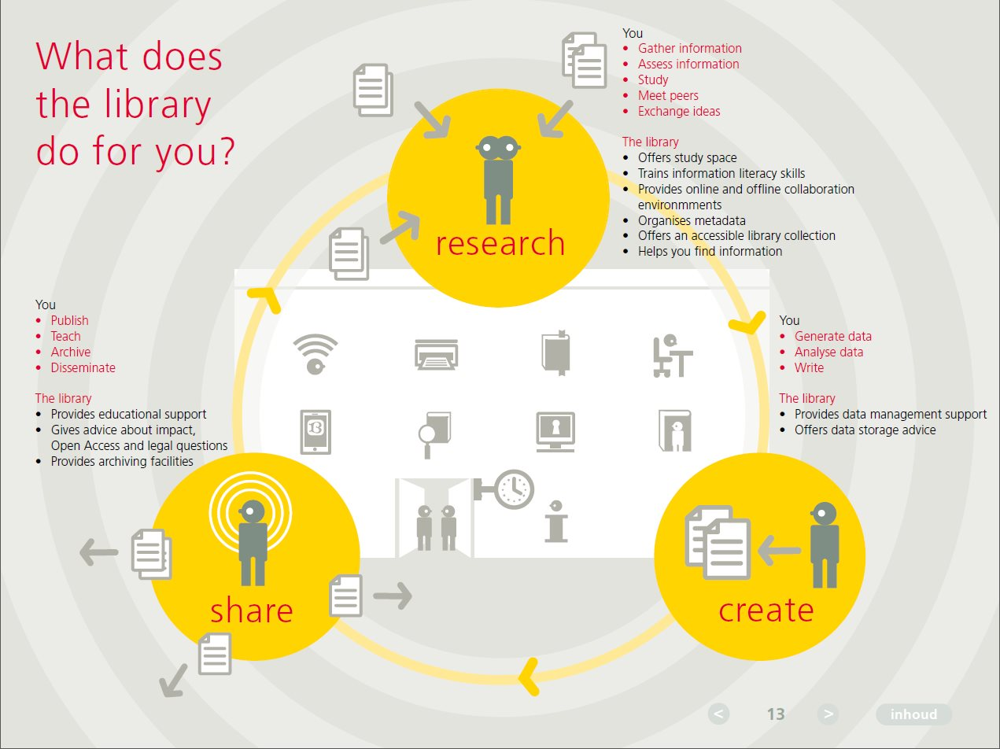 What does
the library
do for you?
You
• Gather information
• Assess information
• Study
• Meet peers
• Exchange ideas
The library
• Offers study space
• Trains information literacy skills
• Provides online and offline collaboration
environmments
• Organises metadata
• Offers an accessible library collection
• Helps you find information
research
You
• Publish
• Teach
• Archive
• Disseminate
The library
• Provides educational support
• Gives advice about impact,
Open Access and legal questions
• Provides archiving facilities
You
• Generate data
• Analyse data
• Write
The library
• Provides data management support
• Offers data storage advice
share
create
< 13 > inhoud